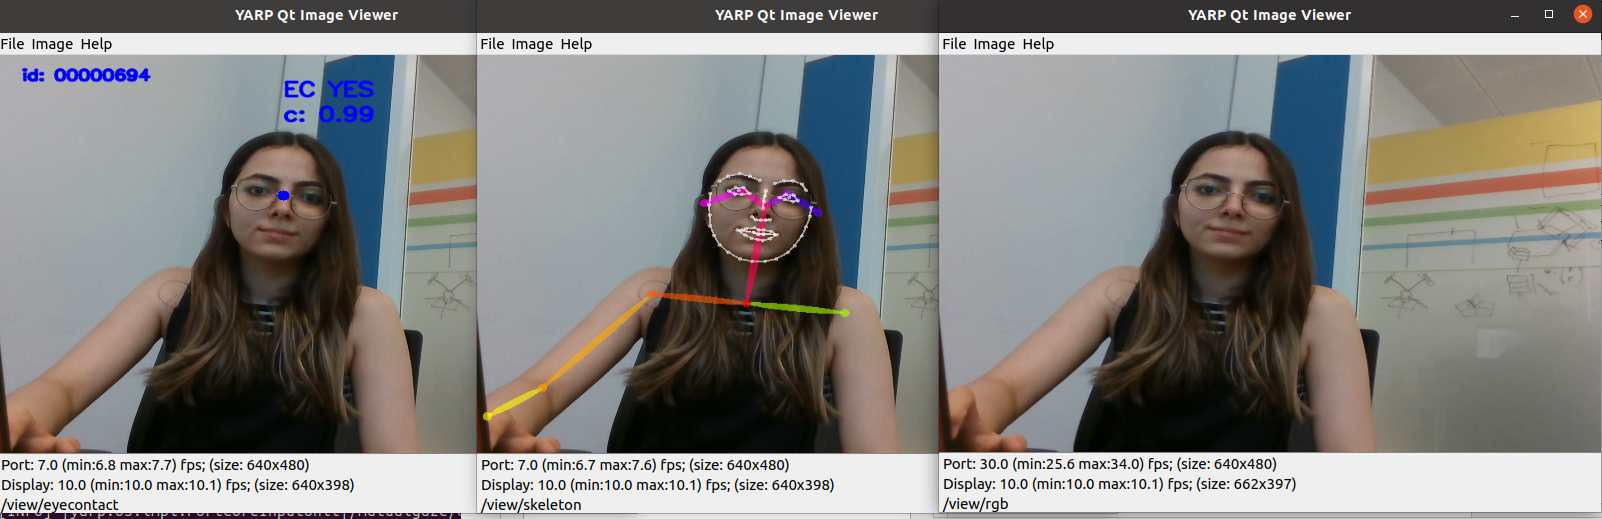 YARP Qt Image Viewer
File Image Help
id: 00000694
EC YES
c: 0.99
Port: 7.0 (min:6.8 max:7.7) fps; (size: 640x480)
Display: 10.0 (min:10.0 max:10.1) fps; (size: 640x398)
/view/eyecontact
YARP Qt Image Viewer
File Image Help
Port: 7.0 (min:6.7 max:7.6) fps; (size: 640x480)
Display: 10.0 (min:10.0 max:10.1) fps; (size: 640x398)
/view/skeleton
YARP Qt Image Viewer
File Image Help
Port: 30.0 (min:25.6 max:34.0) fps; (size: 640x480)
Display: 10.0 (min:10.0 max:10.1) fps; (size: 662x397)
/view/rgb